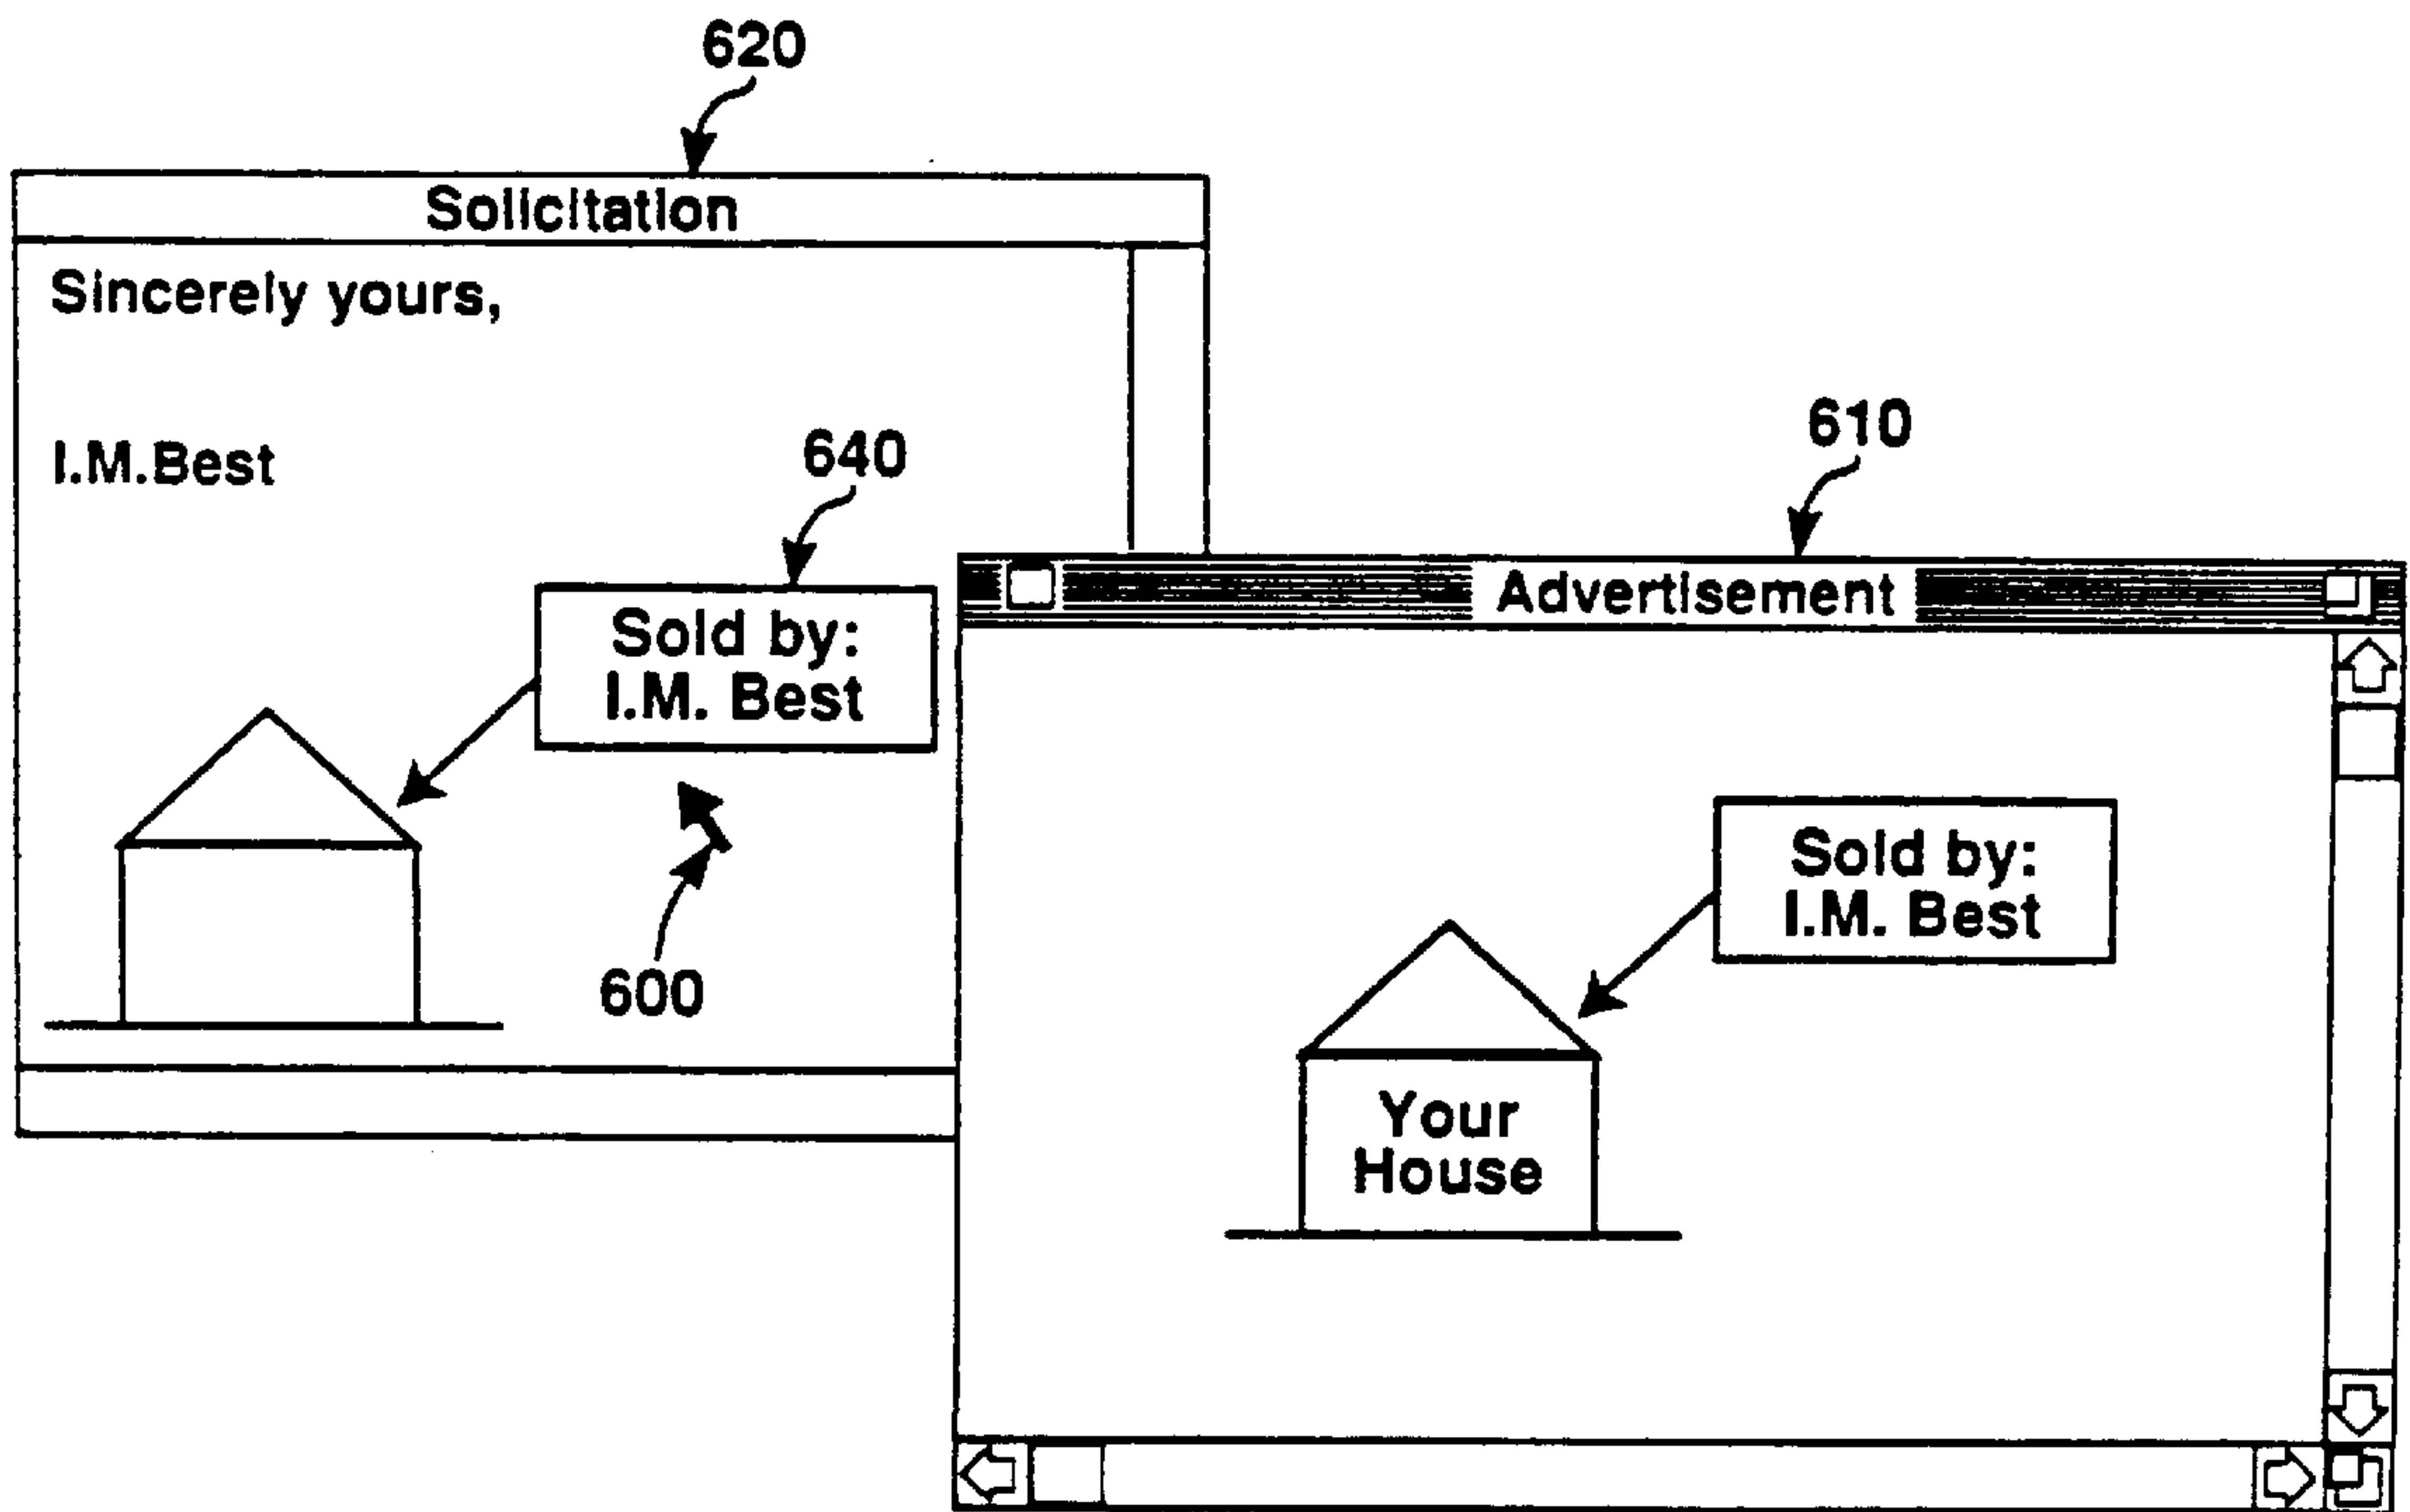 620
Solicitation
Sincerely yours,
I.M.Best
640
Sold by:
I.M. Best
600
610
Advertisement
Sold by:
I.M. Best
Your
House